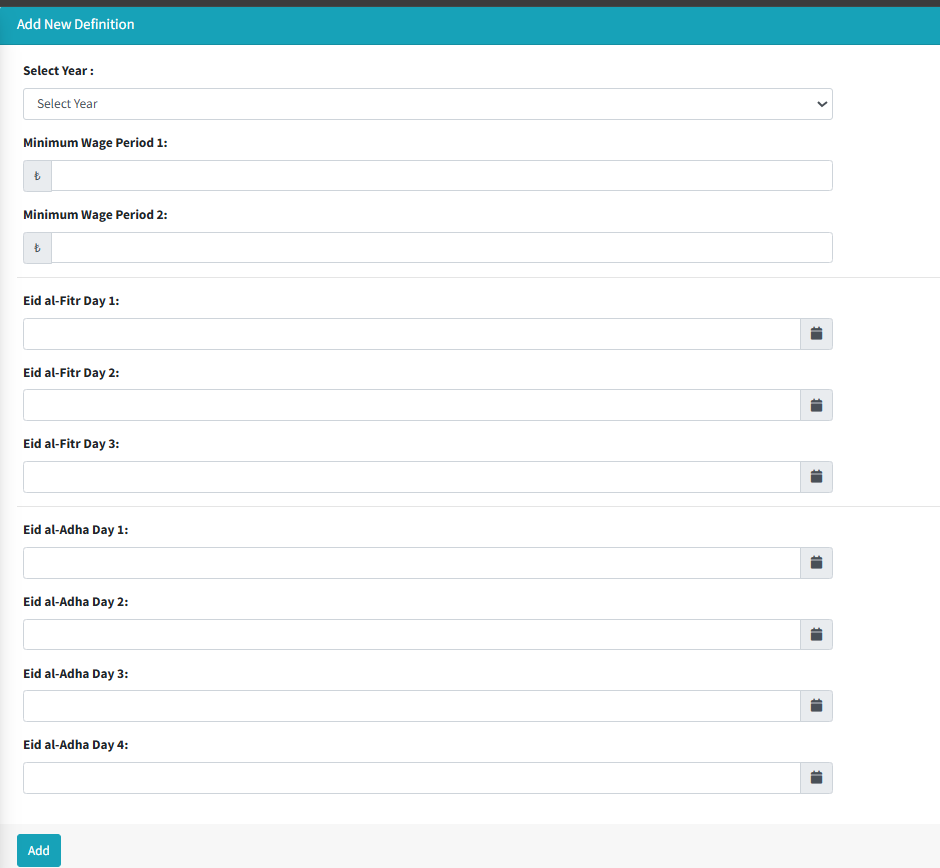 Add New Definition
Select Year :
Select Year
Minimum Wage Period 1:
₺
Minimum Wage Period 2:
₺
Eid al-Fitr Day 1:
Eid al-Fitr Day 2:
Eid al-Fitr Day 3:
Eid al-Adha Day 1:
Eid al-Adha Day 2:
Eid al-Adha Day 3:
Eid al-Adha Day 4:
Add